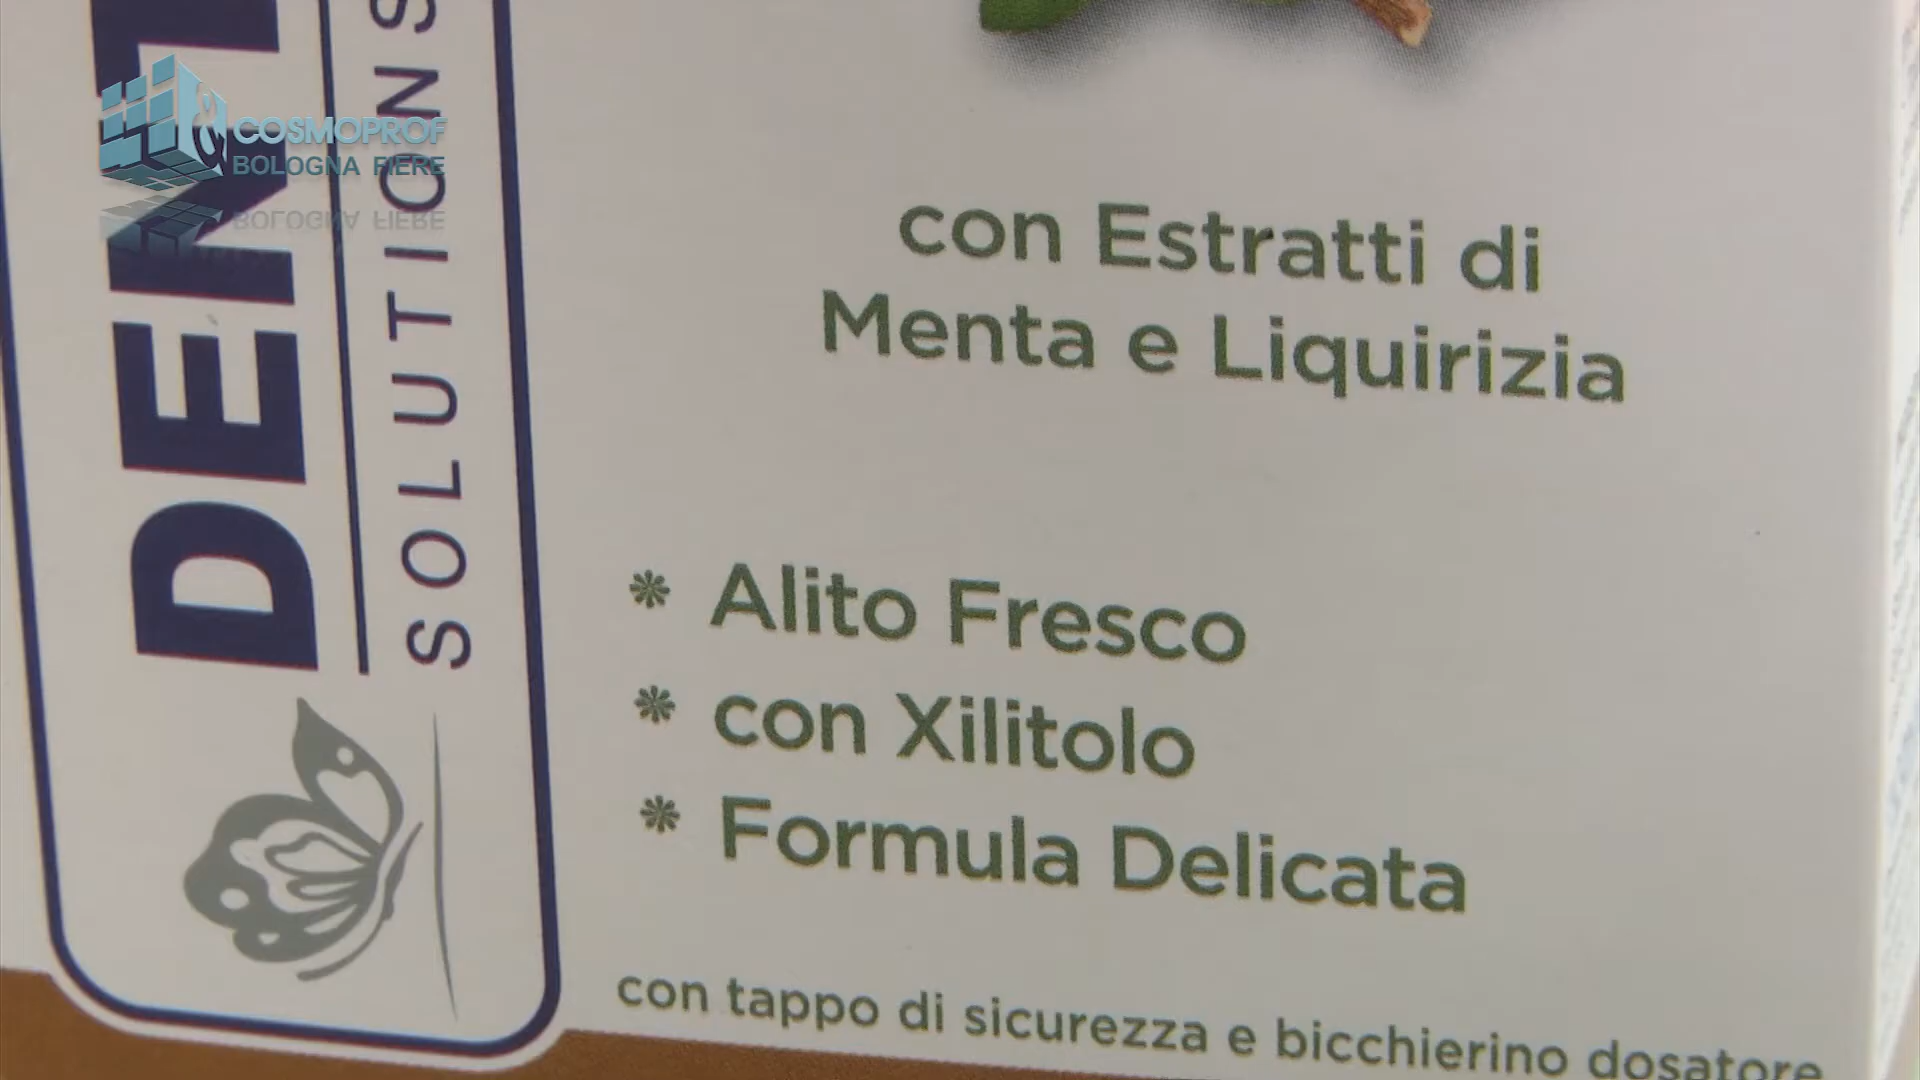 COSMOPROF
BOLOGNA FIERE
SOLUTIONS
con Estratti di
Menta e Liquirizia
* Alito Fresco
* con Xilitolo
* Formula Delicata
con tappo di sicurezza e bicchierino dosatore